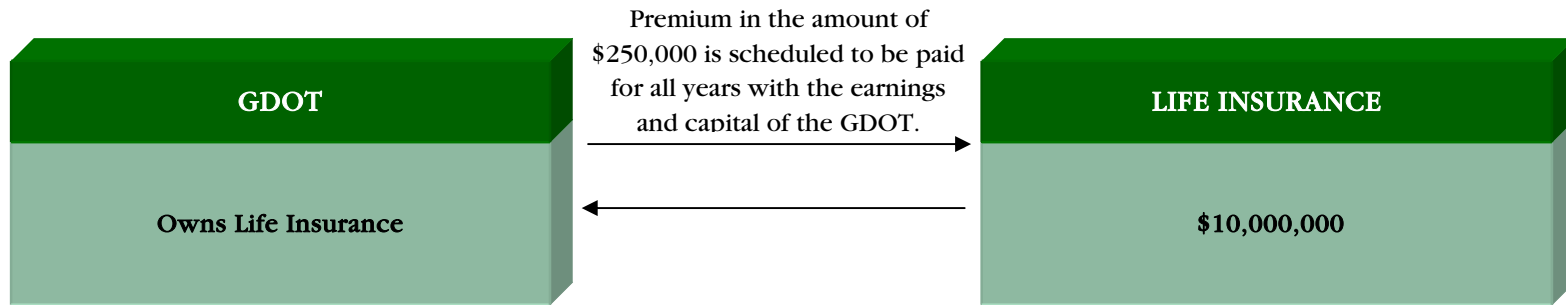 Premium in the amount of
$250,000 is scheduled to be paid
for all years with the earnings
and capital of the GDOT.
GDOT
LIFE INSURANCE
Owns Life Insurance
$10,000,000